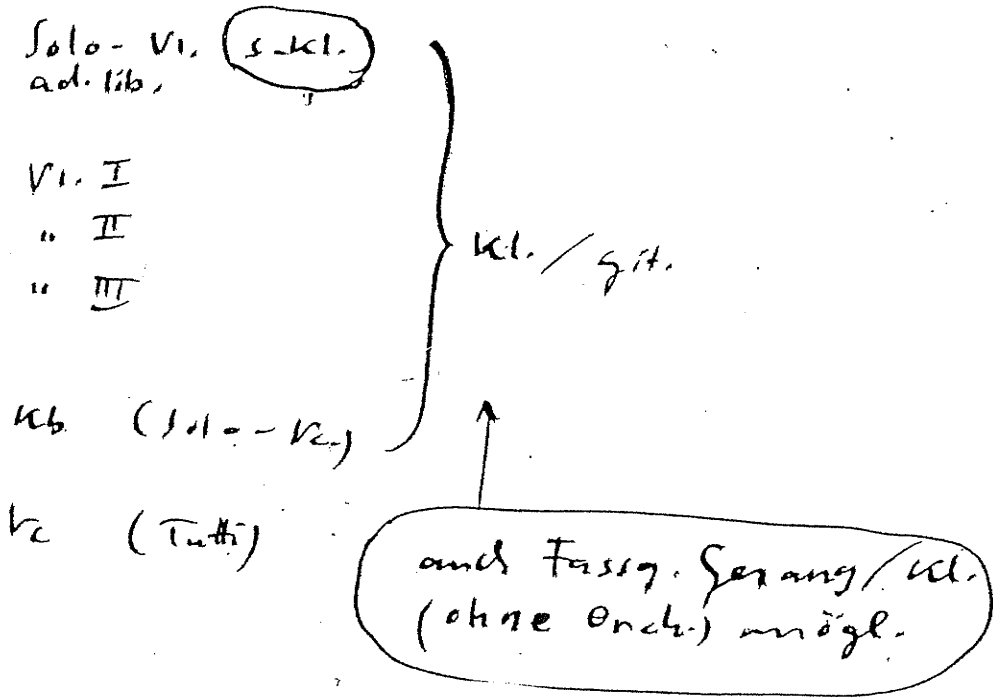 Solo - Vl. s. Kl.
ad. lib.
Vl. I
" II
" III
Kl. / Git.
Kb (Solo - Vc.)
Vc (Tutti)
auch Fassg. Gesang / Kl.
(ohne Orch.) mögl.